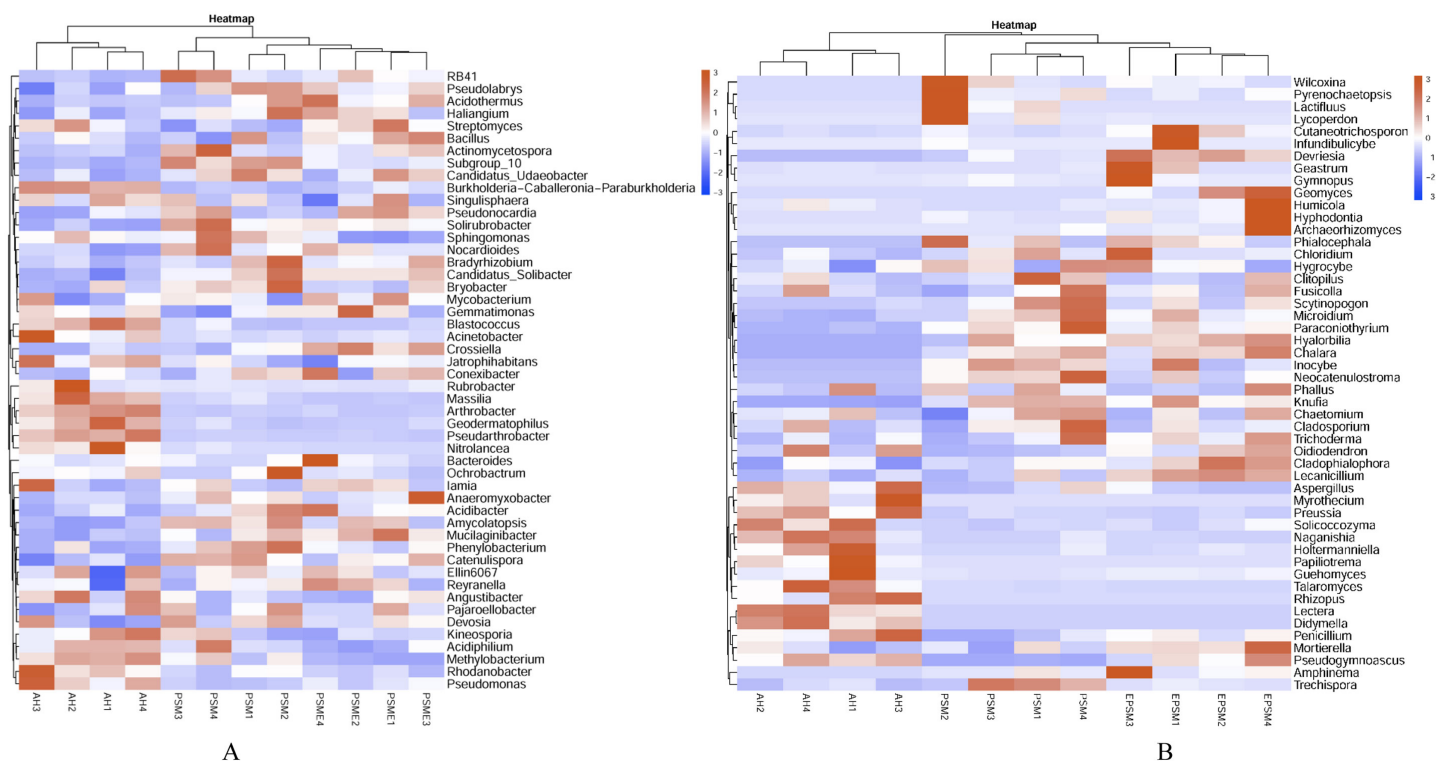 Heatmap
RB41
Pseudolabrys
Acidothermus
Haliangium
Streptomyces
Bacillus
Actinomycetospora
Subgroup_10
Candidatus_Udaeobacter
Burkholderia-Caballeronia-Paraburkholderia
Singulisphaera
Pseudonocardia
Solirubrobacter
Sphingomonas
Nocardioides
Bradyrhizobium
Candidatus_Solibacter
Bryobacter
Mycobacterium
Gemmatimonas
Blastococcus
Acinetobacter
Crossiella
Jatrophihabitans
Conexibacter
Rubrobacter
Massilia
Arthrobacter
Geodermatophilus
Pseudarthrobacter
Nitrolancea
Bacteroides
Ochrobactrum
Iamia
Anaeromyxobacter
Acidibacter
Amycolatopsis
Mucilaginibacter
Phenylobacterium
Catenulispora
Ellin6067
Reyranella
Angustibacter
Pajaroellobacter
Devosia
Kineosporia
Acidiphilium
Methylobacterium
Rhodanobacter
Pseudomonas
3
2
1
0
-1
-2
-3
AH3
AH2
AH1
AH4
PSM3
PSM4
PSM1
PSM2
PSME4
PSME2
PSME1
PSME3
A
Heatmap
Wilcoxina
Pyrenochaetopsis
Lactifluus
Lycoperdon
Cutaneotrichosporon
Infundibulicybe
Devriesia
Geastrum
Gymnopus
Geomyces
Humicola
Hyphodontia
Archaeorhizomyces
Phialocephala
Chloridium
Hygrocybe
Clitopilus
Fusicolla
Scytinopogon
Microidium
Paraconiothyrium
Hyalorbilia
Chalara
Inocybe
Neocatenulostroma
Phallus
Knufia
Chaetomium
Cladosporium
Trichoderma
Oidiodendron
Cladophialophora
Lecanicillium
Aspergillus
Myrothecium
Preussia
Solicoccozyma
Naganishia
Holtermanniella
Papiliotrema
Guehomyces
Talaromyces
Rhizopus
Lectera
Didymella
Penicillium
Mortierella
Pseudogymnoascus
Amphinema
Trechispora
3
2
1
0
1
2
3
AH2
AH4
AH1
AH3
PSM2
PSM3
PSM1
PSM4
EPSM3
EPSM1
EPSM2
EPSM4
B